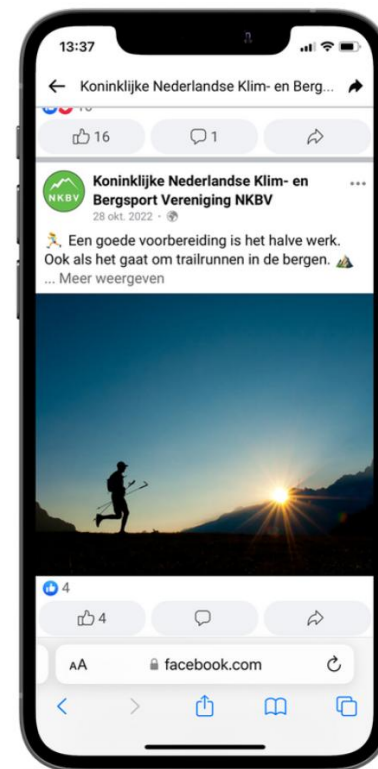 13:37
Koninklijke Nederlandse Klim- en Berg...
16
1
NKBV
Koninklijke Nederlandse Klim- en
Bergsport Vereniging NKBV
28 okt. 2022
Een goede voorbereiding is het halve werk.
Ook als het gaat om trailrunnen in de bergen.
... Meer weergeven
4
4
AA
facebook.com